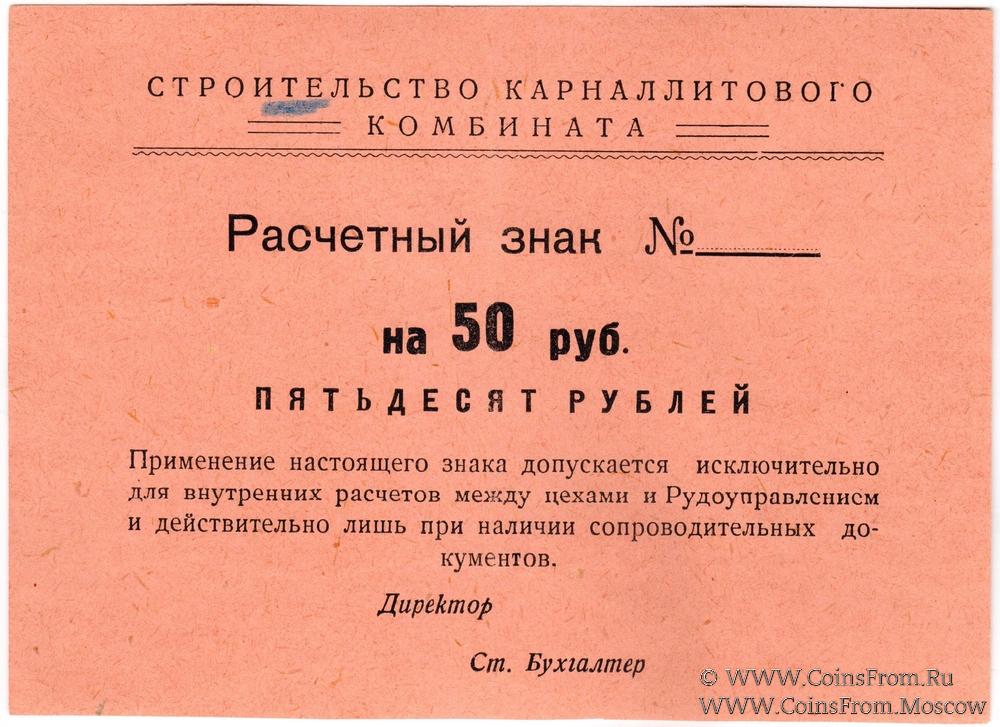 СТРОИТЕЛЬСТВО КАРНАЛЛИТОВОГО
КОМБИНАТА
Расчетный знак №
на 50 руб.
ПЯТЬДЕСЯТ РУБЛЕЙ
Применение настоящего знака допускается исключительно
для внутренних расчетов между цехами и Рудоуправлением
и действительно лишь при наличии сопроводительных до-
кументов.
Директор
Ст. Бухгалтер
© WWW.CoinsFrom.Ru
WWW.CoinsFrom.Moscow